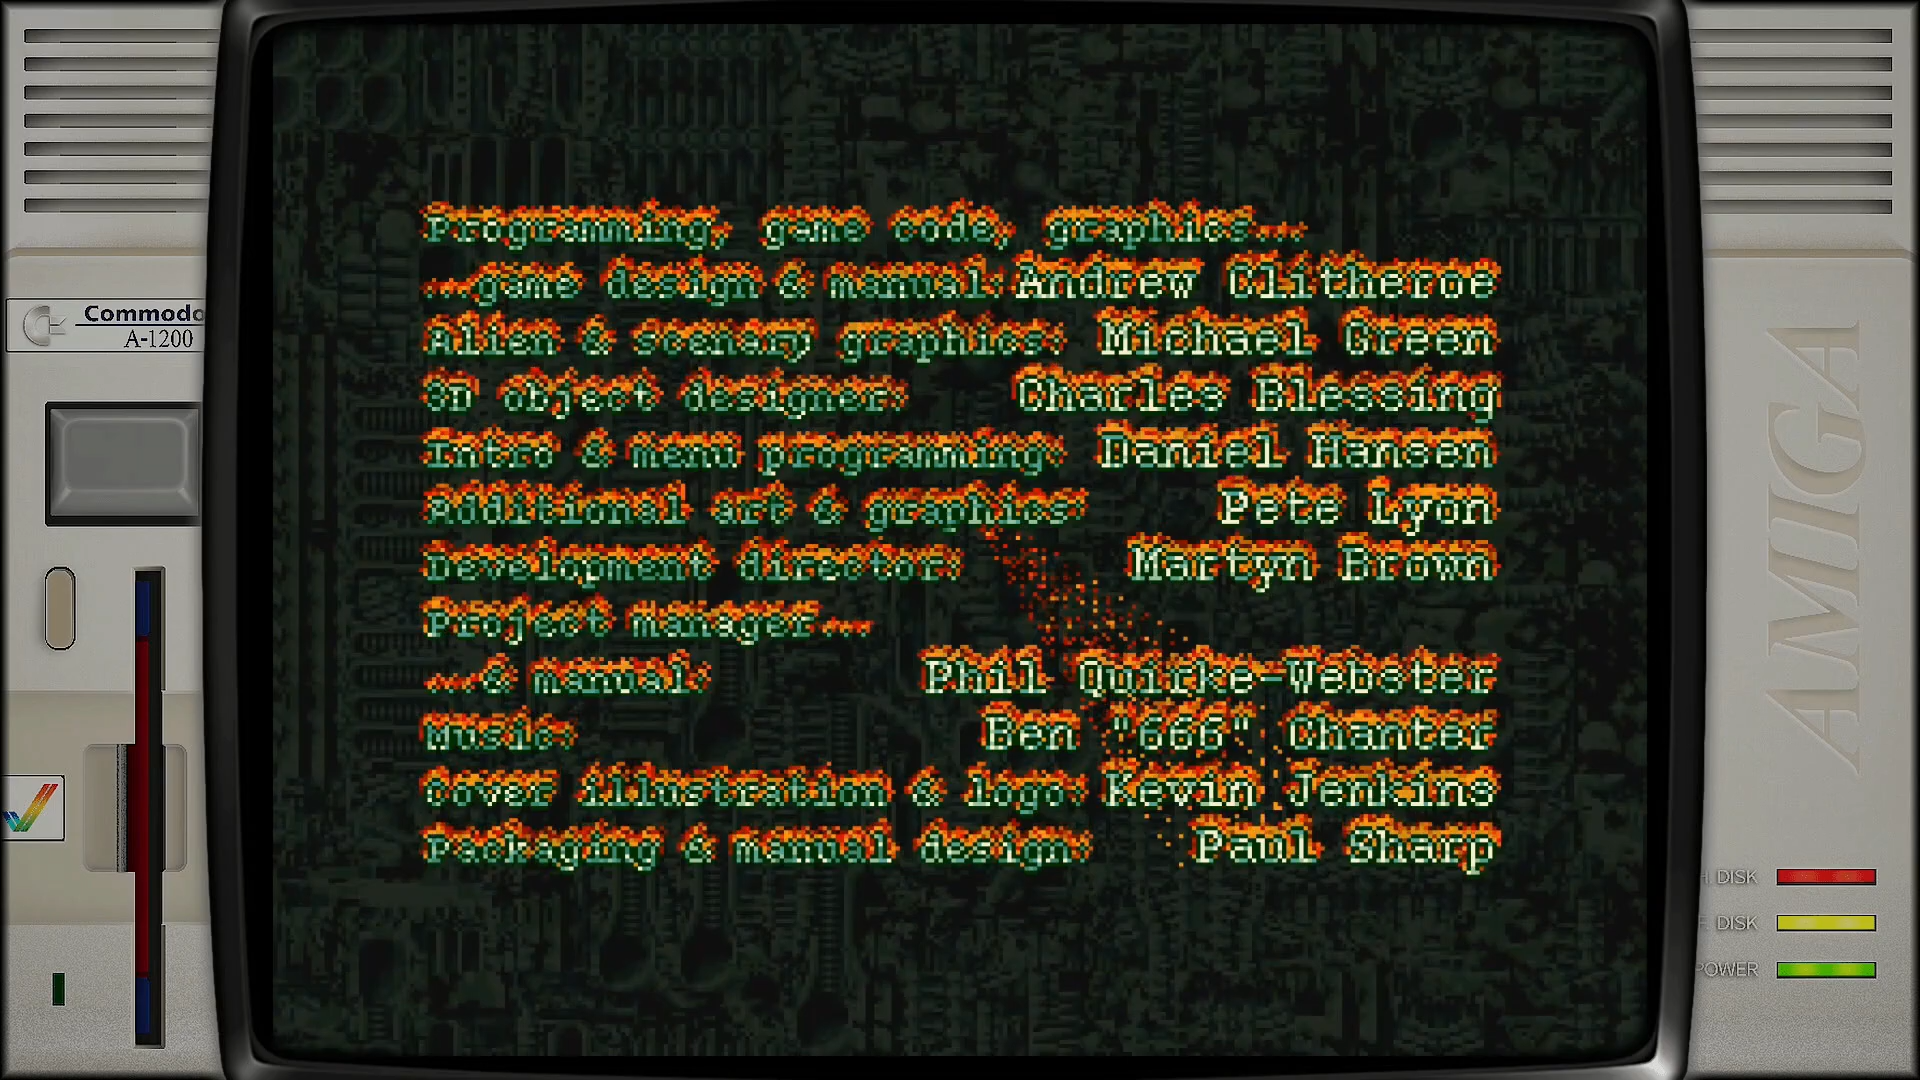 Programming, game code, graphics...
...game design & manual: Andrew Clitheroe
Alien & scenary graphics: Michael Green
3D object designer: Charles Blessing
Intro & menu programming: Daniel Hansen
Additional art & graphics: Pete Lyon
Development director: Martyn Brown
Project manager...
...& manual: Phil Quirke-Webster
Music: Ben "666" Chanter
Cover illustration & logo: Kevin Jenkins
Packaging & manual design: Paul Sharp
Commodo
A-1200
AMIGA
H. DISK
F. DISK
POWER